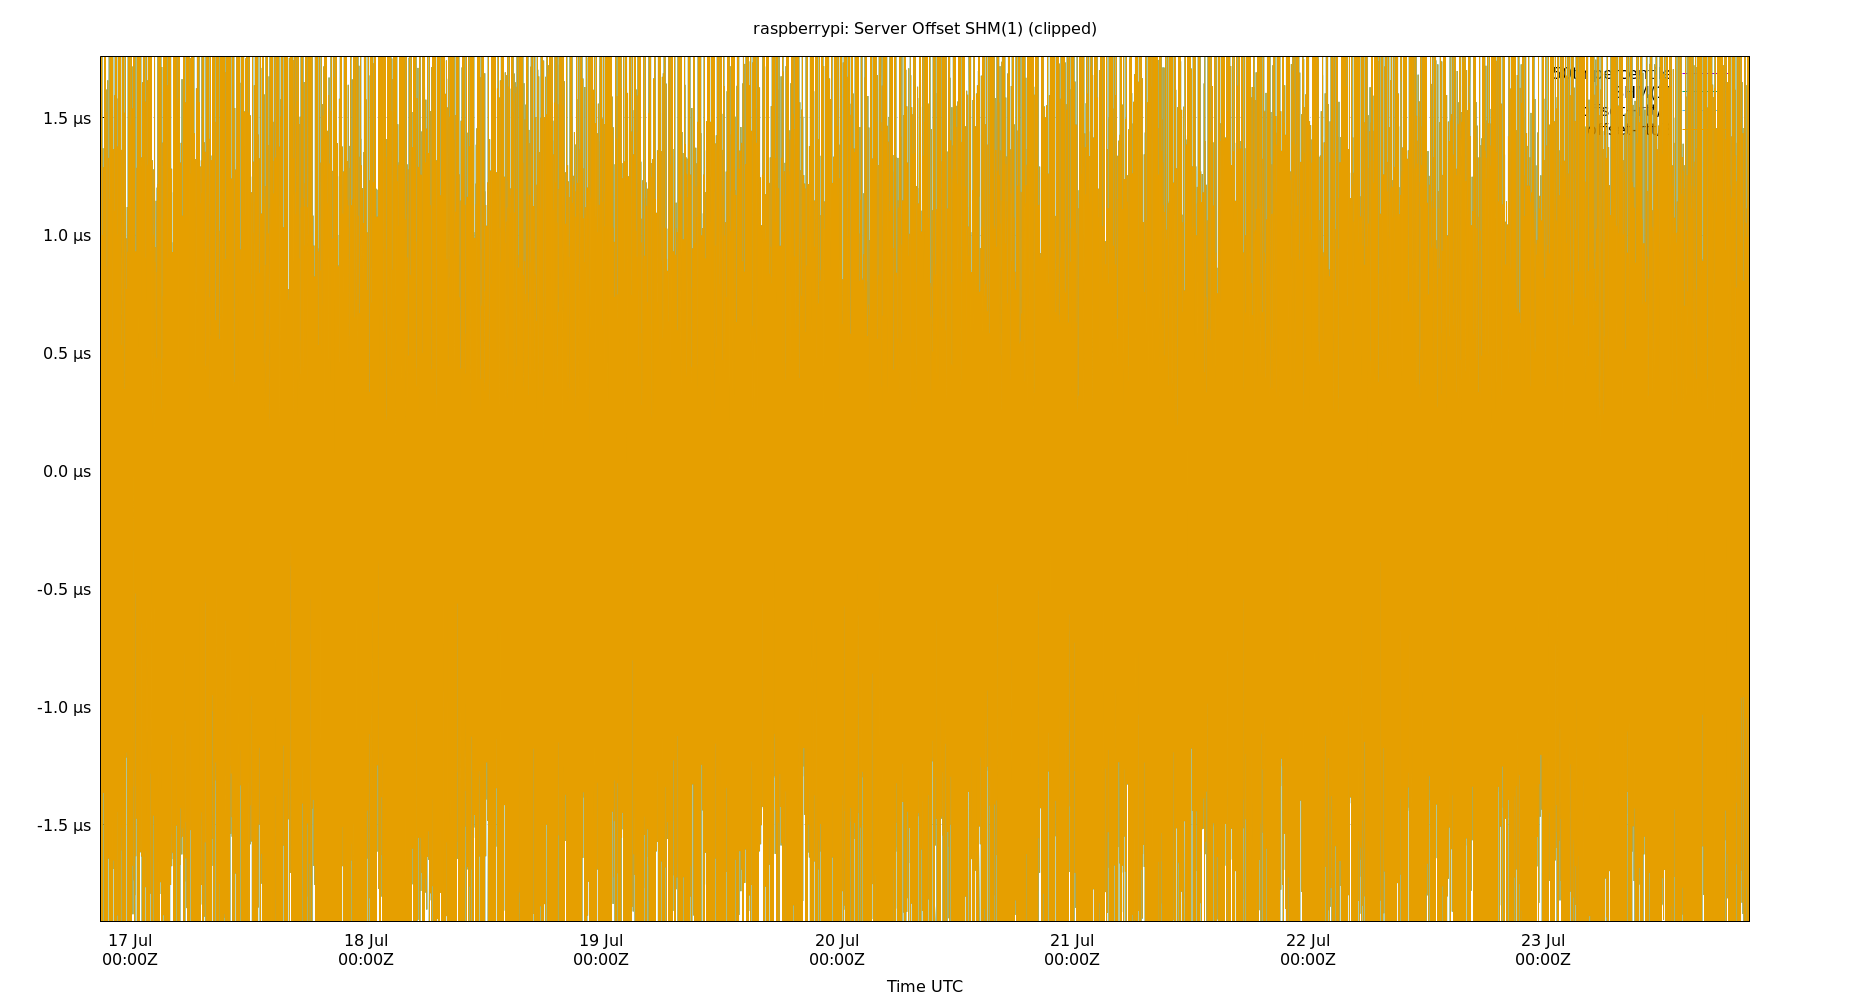 raspberrypi: Server Offset SHM(1) (clipped)
1.5 µs
1.0 µs
0.5 µs
0.0 µs
-0.5 µs
-1.0 µs
-1.5 µs
17 Jul 18 Jul 19 Jul 20 Jul 21 Jul 22 Jul 23 Jul
00:00Z 00:00Z 00:00Z 00:00Z 00:00Z 00:00Z 00:00Z
Time UTC